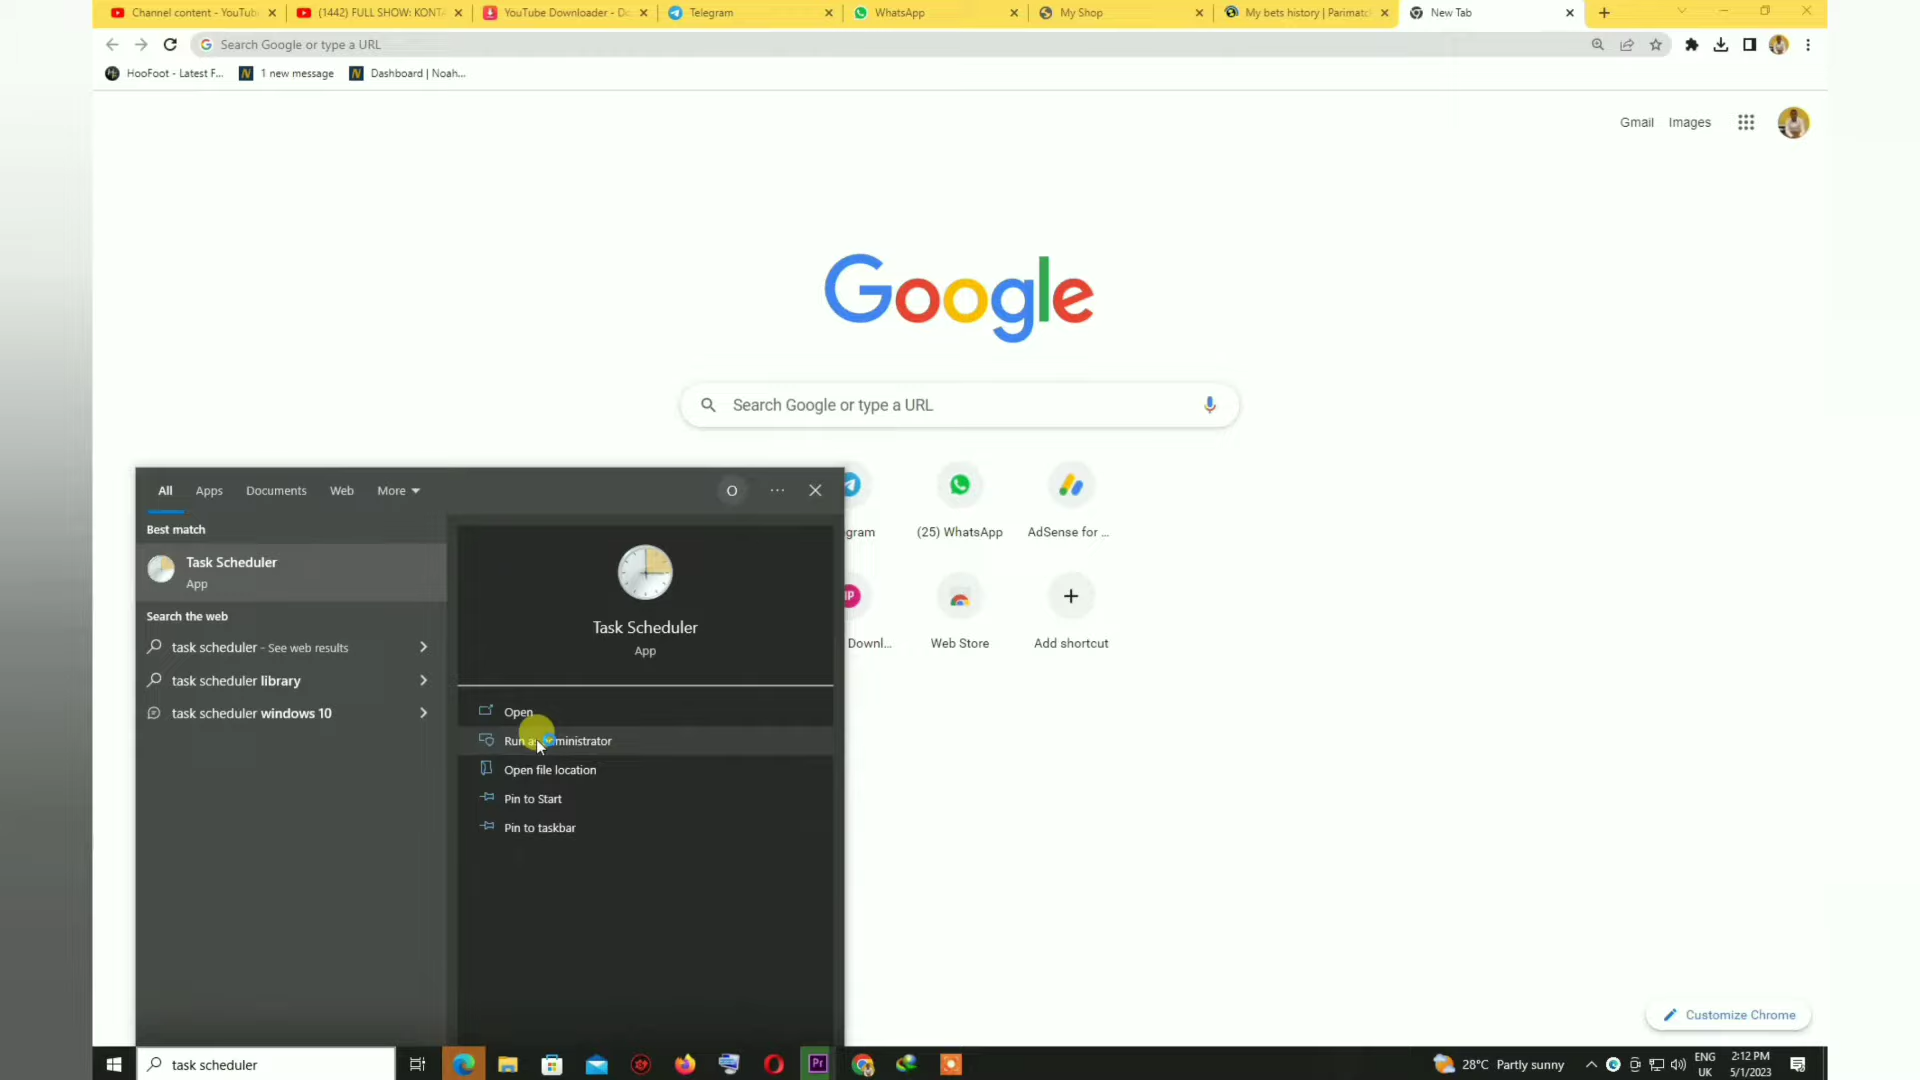 Channel content - YouTub
(1442) FULL SHOW: KONTA
YouTube Downloader - Do
Telegram
WhatsApp
My Shop
My bets history | Parimatc
New Tab
Search Google or type a URL
HooFoot - Latest F...
1 new message
Dashboard | Noah...
Gmail
Images
Google
Search Google or type a URL
gram
(25) WhatsApp
AdSense for ...
Downl...
Web Store
Add shortcut
All
Apps
Documents
Web
More
O
Best match
Task Scheduler
App
Search the web
task scheduler - See web results
task scheduler library
task scheduler windows 10
Task Scheduler
App
Open
Run a ministrator
Open file location
Pin to Start
Pin to taskbar
Customize Chrome
task scheduler
Pr
28°C Partly sunny
ENG
UK
2:12 PM
5/1/2023